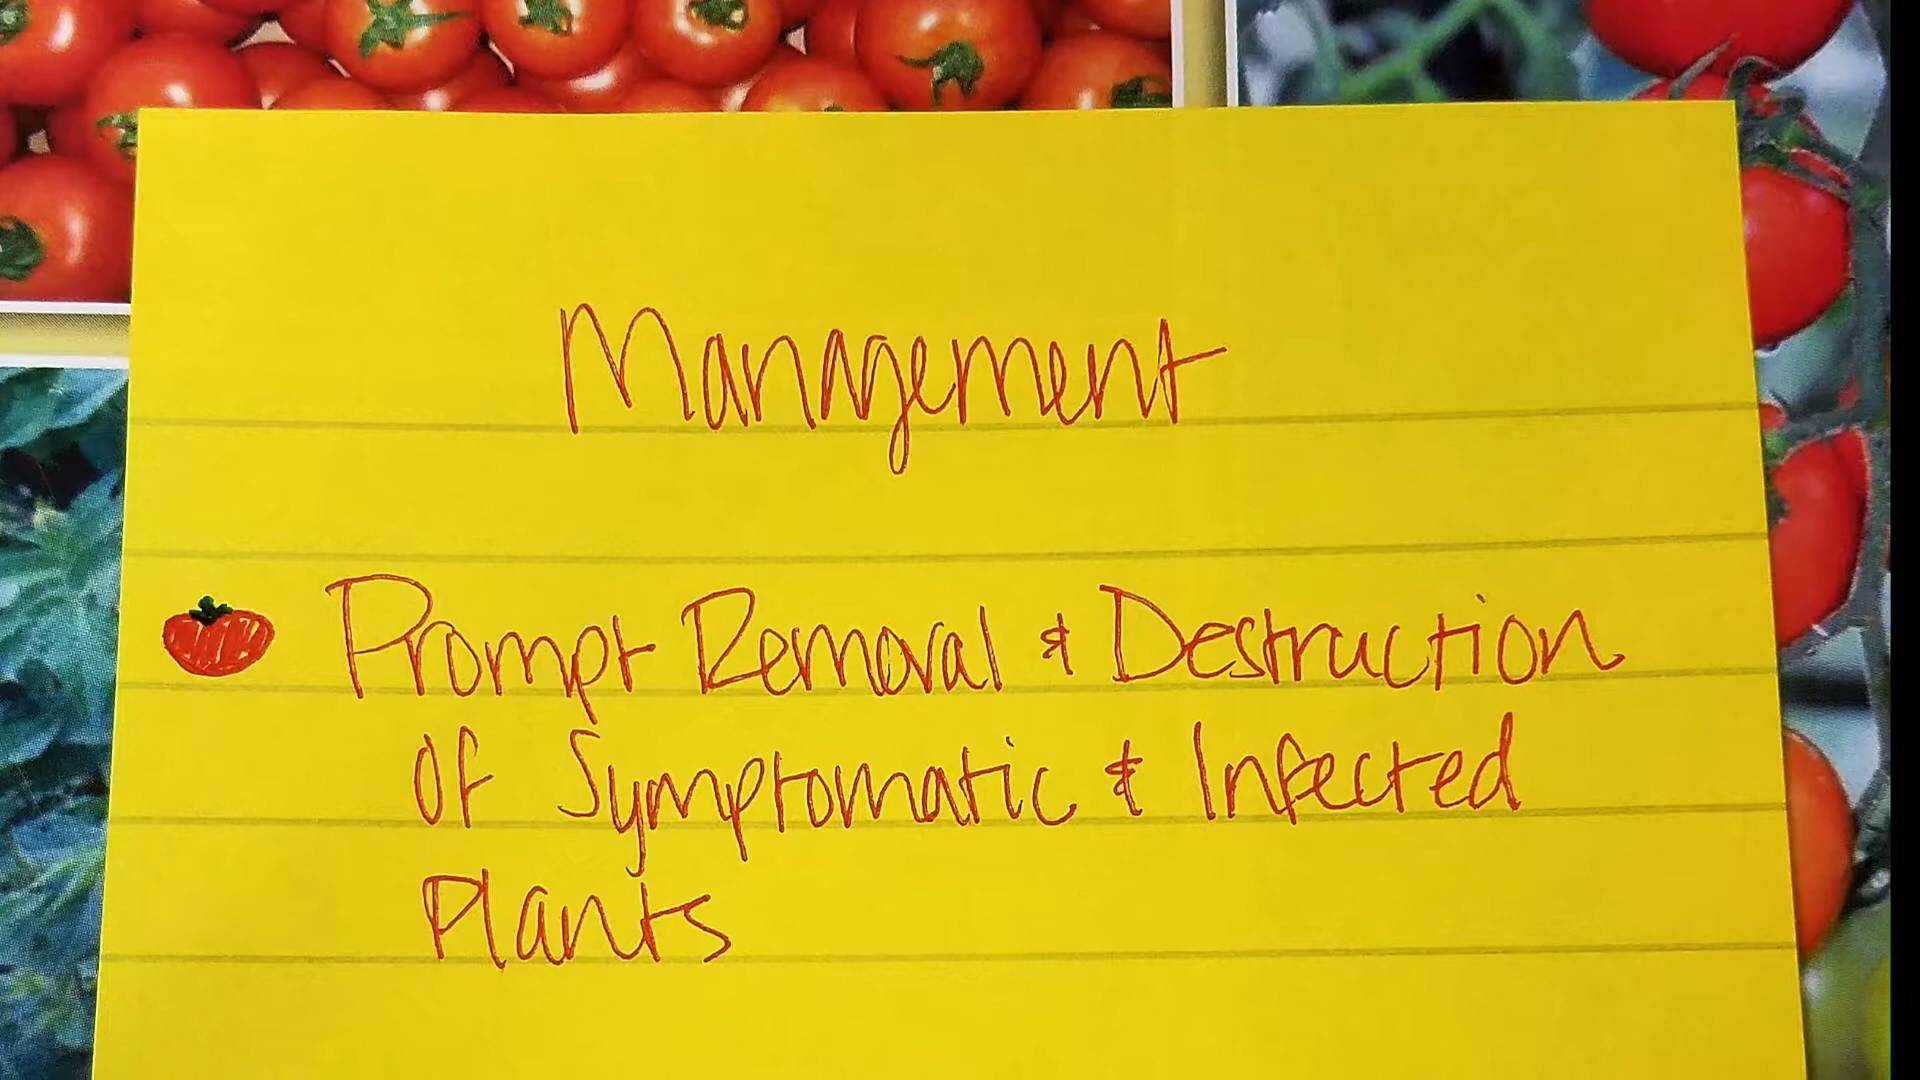 Management
Prompt Removal & Destruction
Of Symptomatic & Infected
Plants